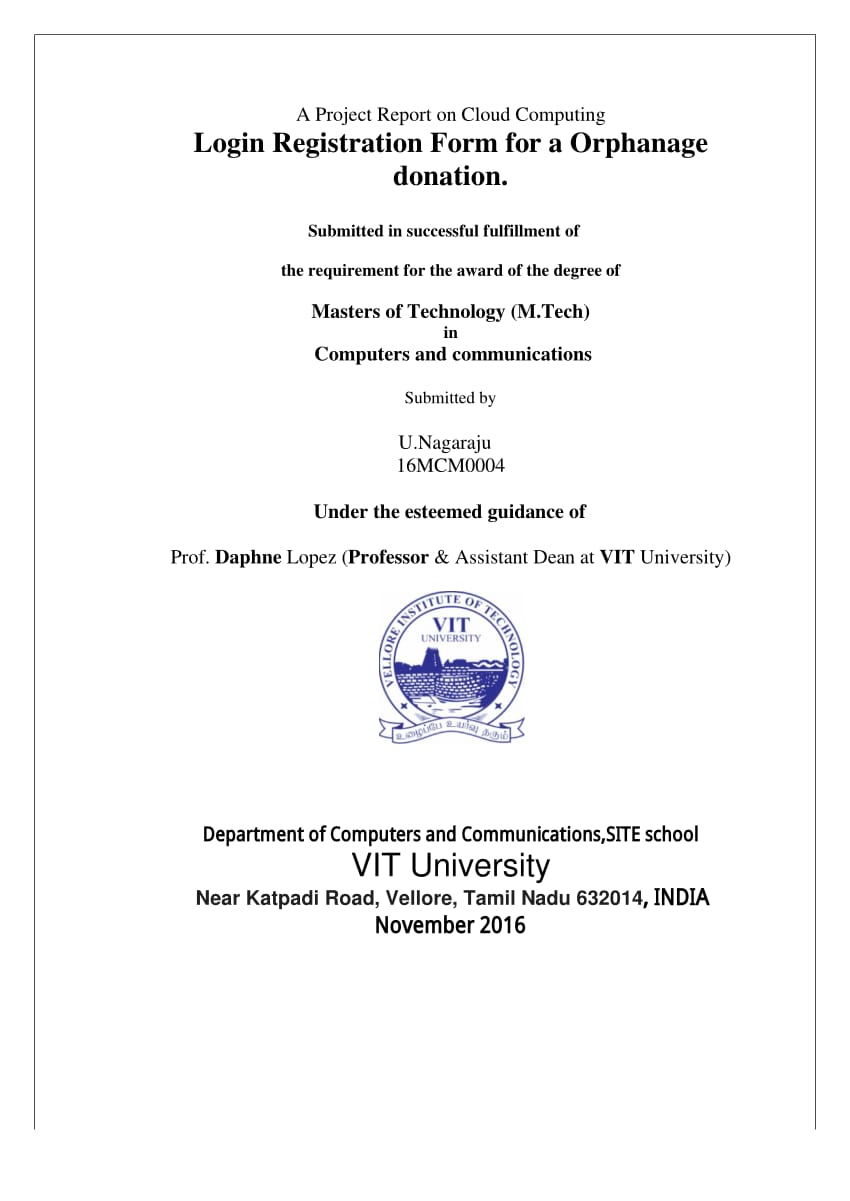 A Project Report on Cloud Computing
Login Registration Form for a Orphanage
donation.
Submitted in successful fulfillment of
the requirement for the award of the degree of
Masters of Technology (M.Tech)
in
Computers and communications
Submitted by
U.Nagaraju
16MCM0004
Under the esteemed guidance of
Prof. Daphne Lopez (Professor & Assistant Dean at VIT University)
VELLORE INSTITUTE OF TECHNOLOGY
VIT
UNIVERSITY
உழைப்பே உயர்வு தரும்
Department of Computers and Communications,SITE school
VIT University
Near Katpadi Road, Vellore, Tamil Nadu 632014, INDIA
November 2016